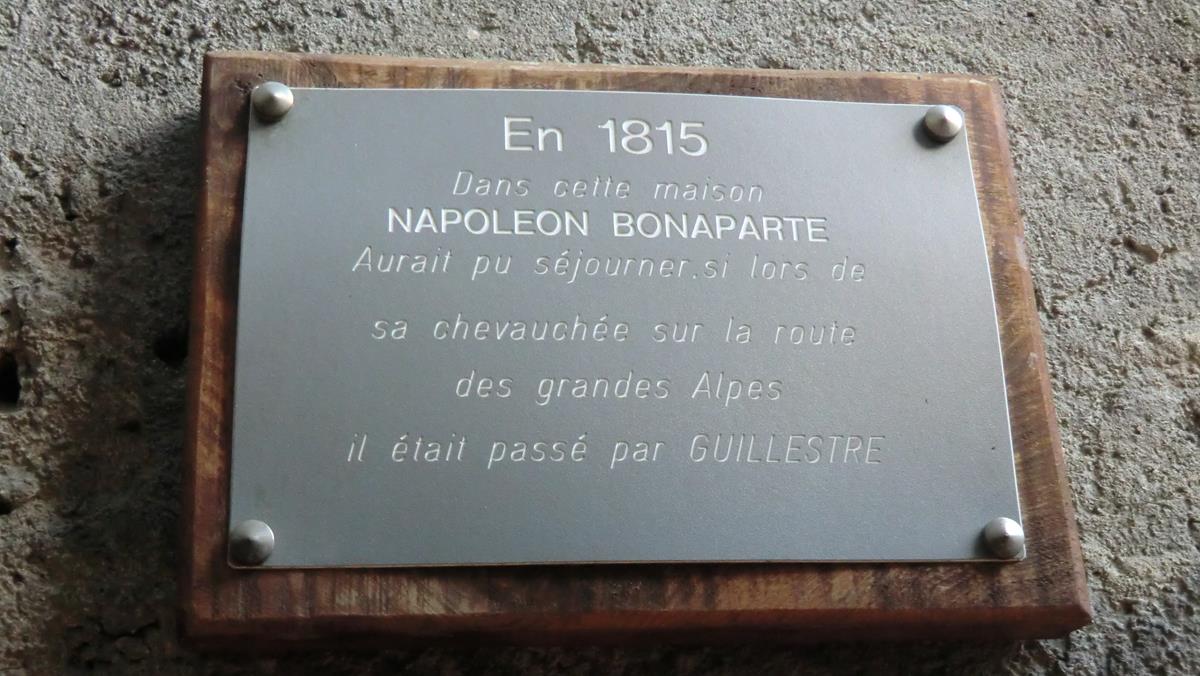 En 1815
Dans cette maison
NAPOLEON BONAPARTE
Aurait pu séjourner.si lors de
sa chevauchée sur la route
des grandes Alpes
il était passé par GUILLESTRE